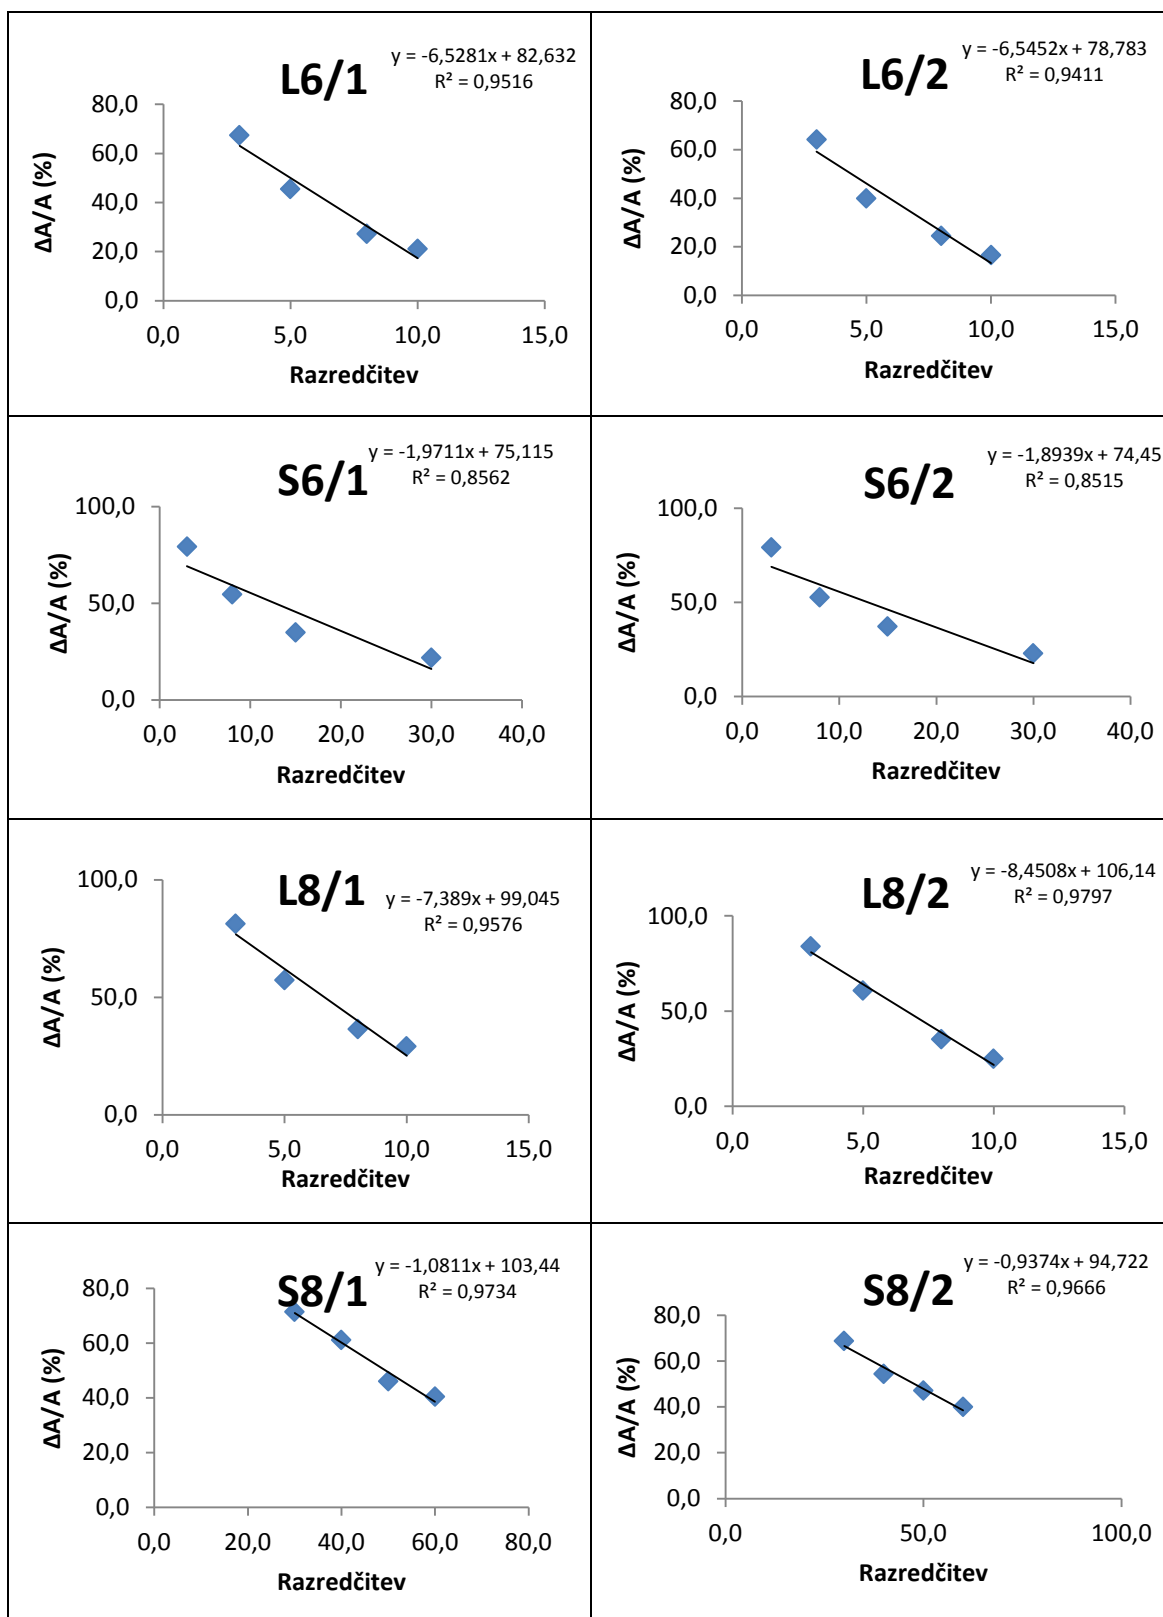 L6/1
y = -6,5281x + 82,632
R² = 0,9516
80,0
60,0
40,0
20,0
0,0
ΔA/A (%)
0,0 5,0 10,0 15,0
Razredčitev
L6/2
y = -6,5452x + 78,783
R² = 0,9411
80,0
60,0
40,0
20,0
0,0
ΔA/A (%)
0,0 5,0 10,0 15,0
Razredčitev
S6/1
y = -1,9711x + 75,115
R² = 0,8562
100,0
50,0
0,0
ΔA/A (%)
0,0 10,0 20,0 30,0 40,0
Razredčitev
S6/2
y = -1,8939x + 74,45
R² = 0,8515
100,0
50,0
0,0
ΔA/A (%)
0,0 10,0 20,0 30,0 40,0
Razredčitev
L8/1
y = -7,389x + 99,045
R² = 0,9576
100,0
50,0
0,0
ΔA/A (%)
0,0 5,0 10,0 15,0
Razredčitev
L8/2
y = -8,4508x + 106,14
R² = 0,9797
100,0
50,0
0,0
ΔA/A (%)
0,0 5,0 10,0 15,0
Razredčitev
S8/1
y = -1,0811x + 103,44
R² = 0,9734
80,0
60,0
40,0
20,0
0,0
ΔA/A (%)
0,0 20,0 40,0 60,0 80,0
Razredčitev
S8/2
y = -0,9374x + 94,722
R² = 0,9666
80,0
60,0
40,0
20,0
0,0
ΔA/A (%)
0,0 50,0 100,0
Razredčitev